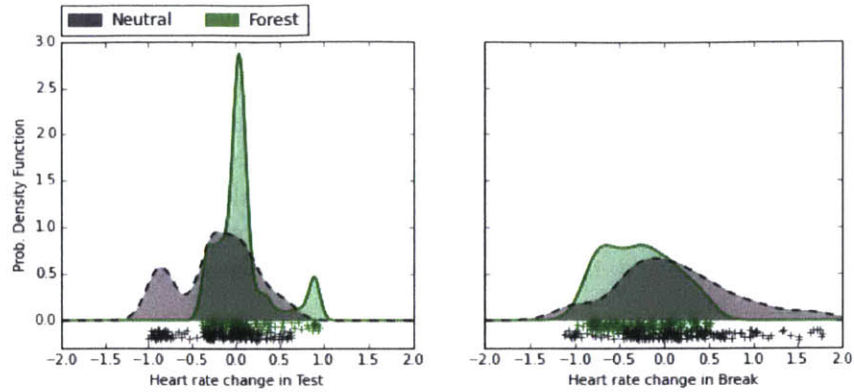 Neutral Forest
Prob. Density Function
3.0
2.5
2.0
1.5
1.0
0.5
0.0
−2.0 −1.5 −1.0 −0.5 0.0 0.5 1.0 1.5 2.0
Heart rate change in Test
−2.0 −1.5 −1.0 −0.5 0.0 0.5 1.0 1.5 2.0
Heart rate change in Break